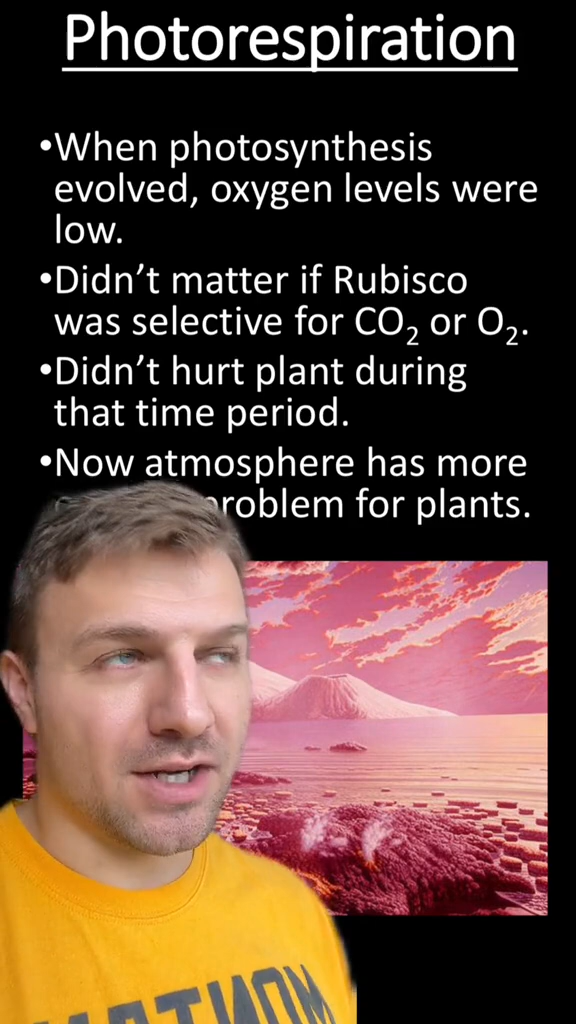 Photorespiration
•When photosynthesis
evolved, oxygen levels were
low.
•Didn’t matter if Rubisco
was selective for CO₂ or O₂.
•Didn’t hurt plant during
that time period.
•Now atmosphere has more
problem for plants.